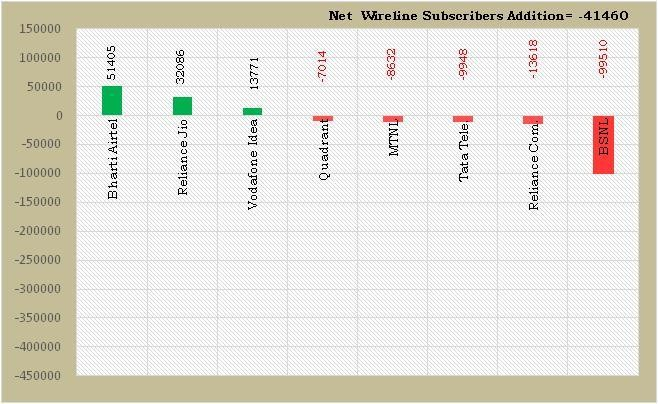 Net Wireline Subscribers Addition= -41460
150000
100000
50000
0
-50000
-100000
-150000
-200000
-250000
-300000
-350000
-400000
-450000
51405
32086
13771
-7014
-8632
-9948
-13618
-99510
Bharti Airtel
Reliance Jio
Vodafone Idea
Quadrant
MTNL
Tata Tele.
Reliance Com.
BSNL